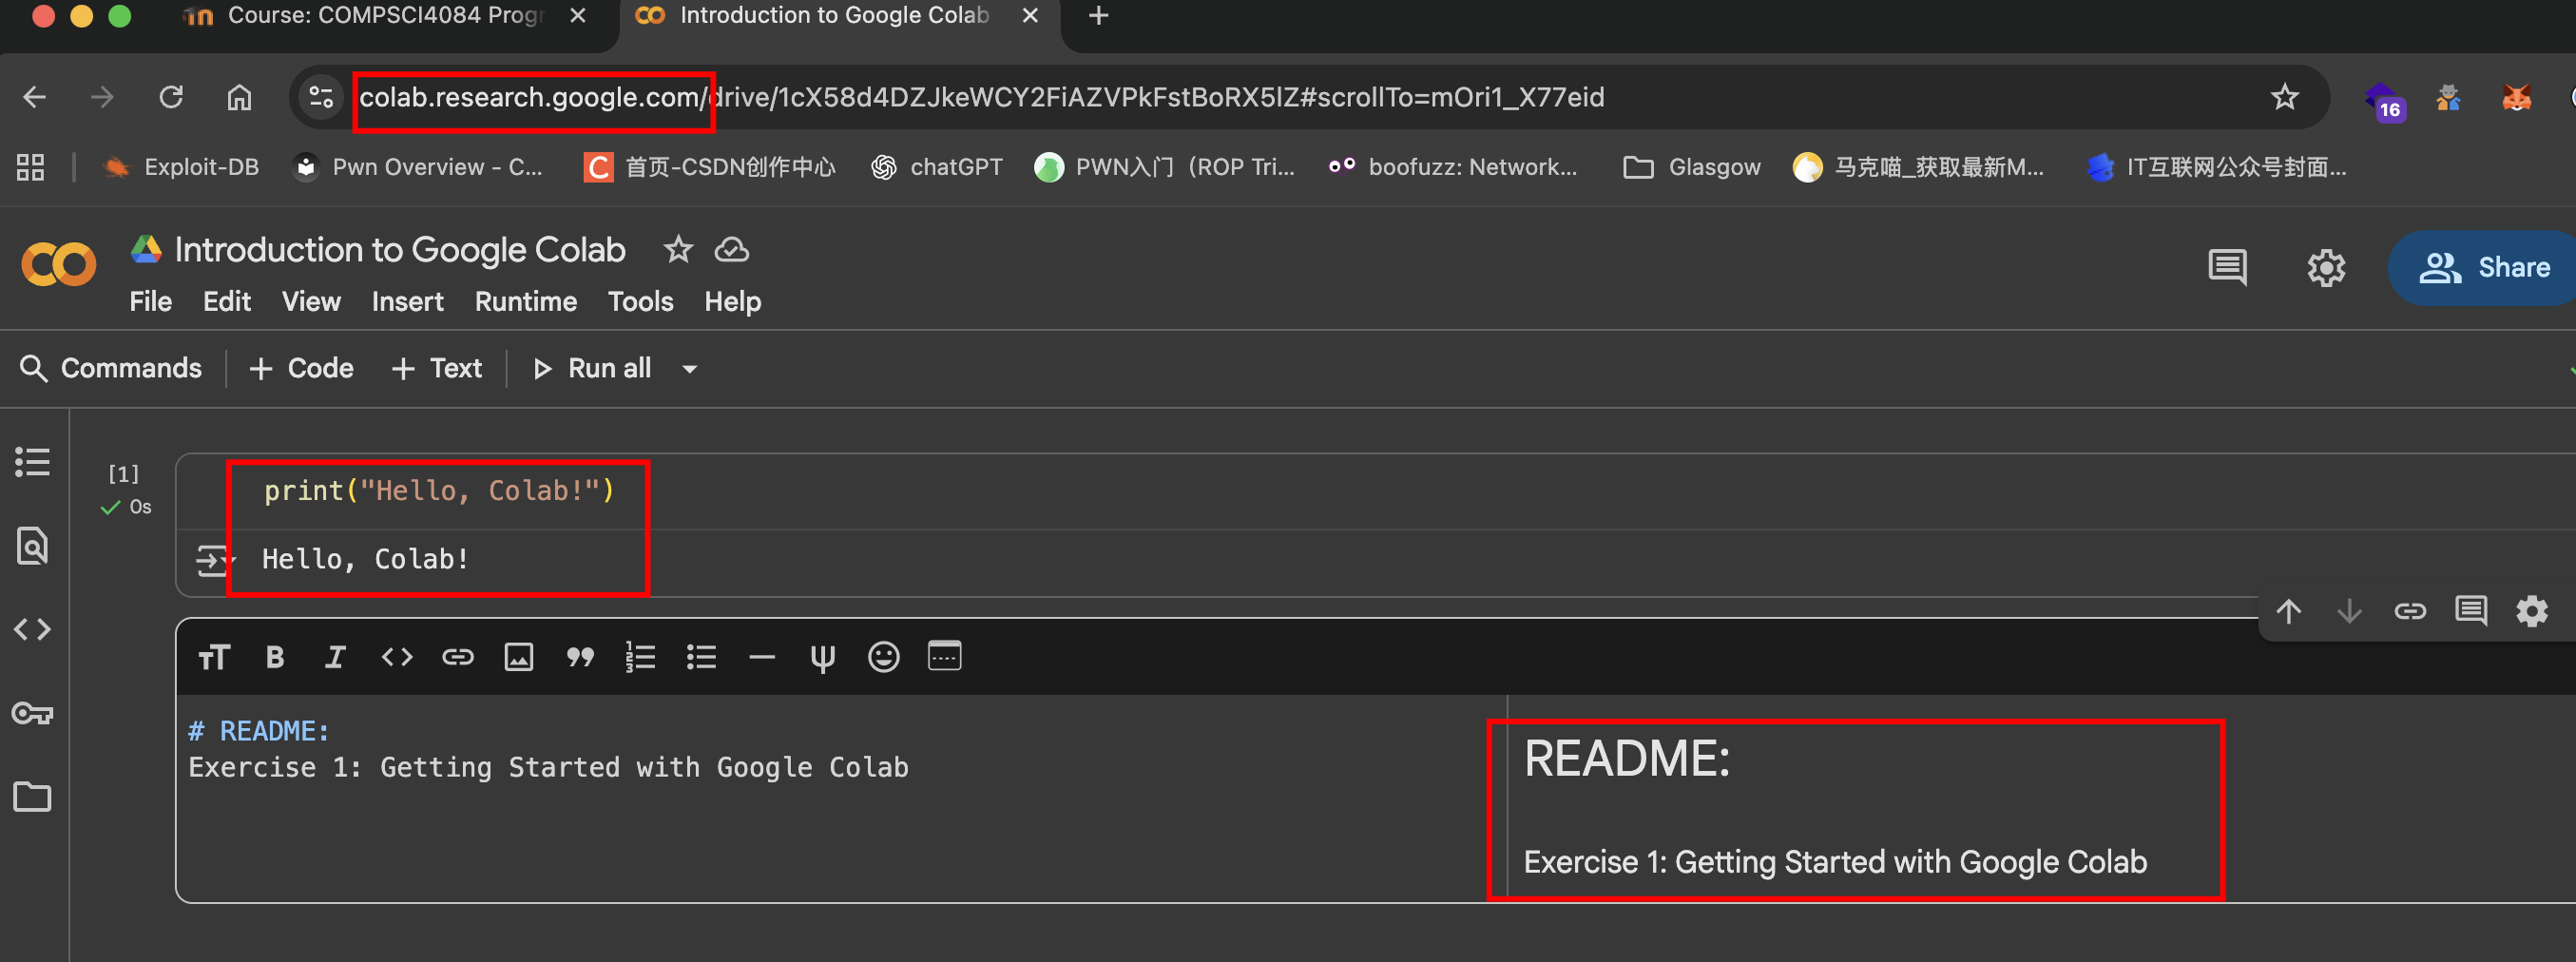 Course: COMPSCI4084 Progr
Introduction to Google Colab
colab.research.google.com/drive/1cX58d4DZJkeWCY2FiAZVPkFstBoRX5lZ#scrollTo=mOri1_X77eid
16
Exploit-DB
Pwn Overview - C...
首页-CSDN创作中心
chatGPT
PWN入门（ROP Tri...
boofuzz: Network...
Glasgow
马克喵_获取最新M...
IT互联网公众号封面...
Introduction to Google Colab
File Edit View Insert Runtime Tools Help
Share
Commands + Code + Text Run all
[1]
0s
print("Hello, Colab!")
Hello, Colab!
# README:
Exercise 1: Getting Started with Google Colab
README:
Exercise 1: Getting Started with Google Colab